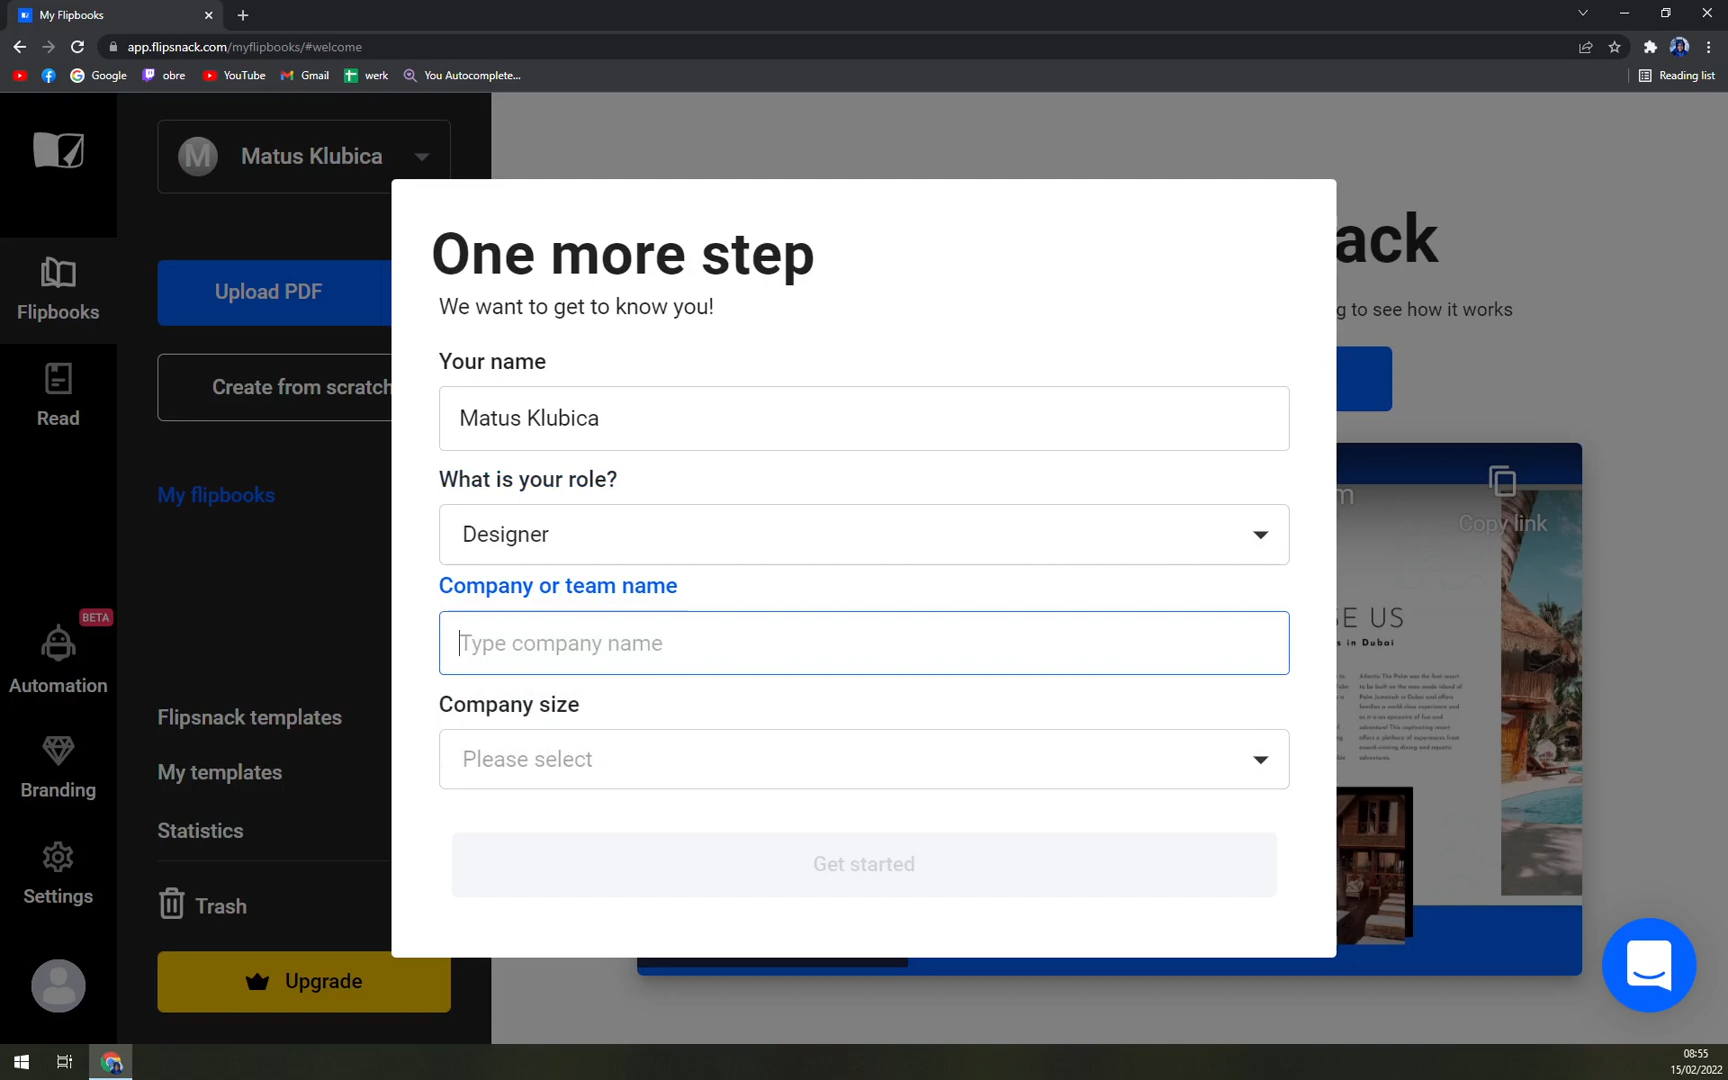 My Flipbooks
app.flipsnack.com/myflipbooks/#welcome
Google
obre
YouTube
Gmail
werk
You Autocomplete...
Reading list
M
Matus Klubica
Upload PDF
Flipbooks
Create from scratch
Read
My flipbooks
BETA
Automation
Flipsnack templates
My templates
Branding
Statistics
Settings
Trash
Upgrade
One more step
We want to get to know you!
Your name
Matus Klubica
What is your role?
Designer
Company or team name
Type company name
Company size
Please select
Get started
ack
g to see how it works
m
Copy link
SE US
s in Dubai
08:55
15/02/2022